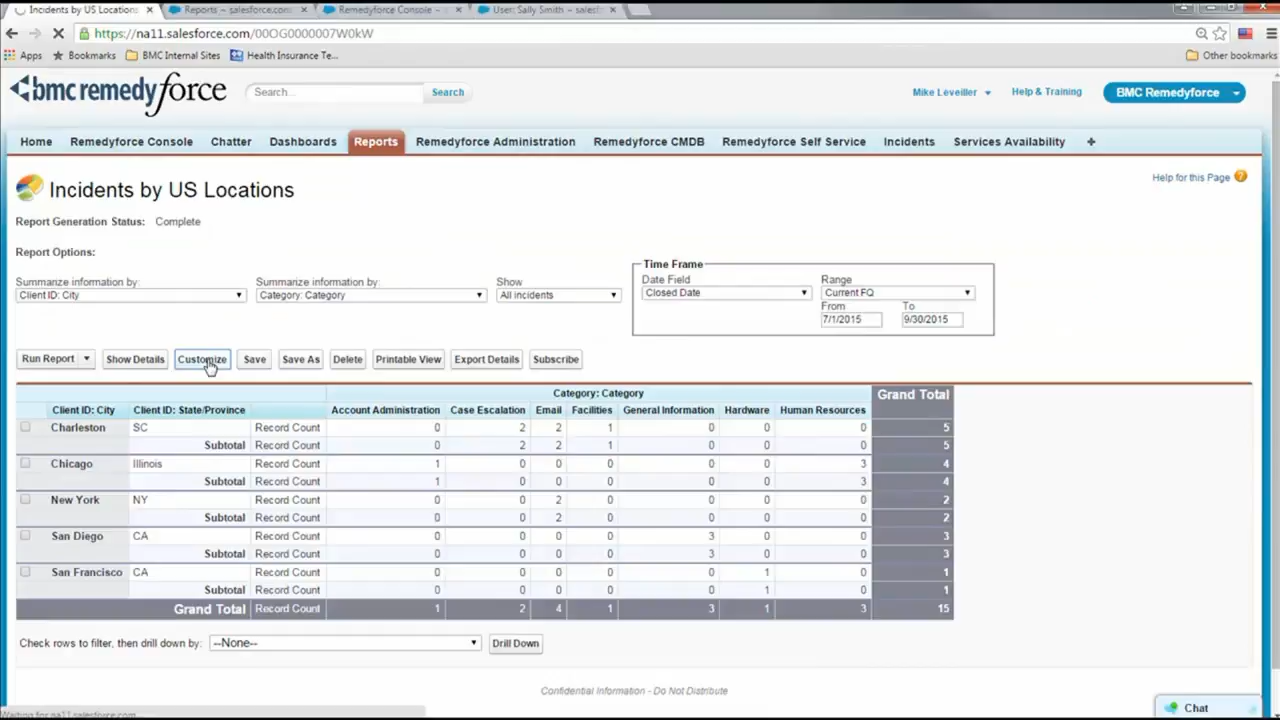 Incidents by US Locations
Reports ~ salesforce.com
Remedyforce Console ~ s
User: Sally Smith ~ salesf
https://na11.salesforce.com/00OG0000007W0kW
Apps Bookmarks BMC Internal Sites Health Insurance Te... Other bookmarks
bmc remedyforce Search... Search Mike Leveiller Help & Training BMC Remedyforce
Home Remedyforce Console Chatter Dashboards Reports Remedyforce Administration Remedyforce CMDB Remedyforce Self Service Incidents Services Availability +
Incidents by US Locations
Help for this Page ?
Report Generation Status: Complete
Report Options:
Summarize information by:
Client ID: City
Summarize information by:
Category: Category
Show
All incidents
Time Frame
Date Field
Closed Date
Range
Current FQ
From To
7/1/2015 9/30/2015
Run Report Show Details Customize Save Save As Delete Printable View Export Details Subscribe
Category: Category Grand Total
Client ID: City Client ID: State/Province Account Administration Case Escalation Email Facilities General Information Hardware Human Resources
Charleston SC Record Count 0 2 2 1 0 0 0 5
Subtotal Record Count 0 2 2 1 0 0 0 5
Chicago Illinois Record Count 1 0 0 0 0 0 3 4
Subtotal Record Count 1 0 0 0 0 0 3 4
New York NY Record Count 0 0 2 0 0 0 0 2
Subtotal Record Count 0 0 2 0 0 0 0 2
San Diego CA Record Count 0 0 0 0 3 0 0 3
Subtotal Record Count 0 0 0 0 3 0 0 3
San Francisco CA Record Count 0 0 0 0 0 1 0 1
Subtotal Record Count 0 0 0 0 0 1 0 1
Grand Total Record Count 1 2 4 1 3 1 3 15
Check rows to filter, then drill down by: --None-- Drill Down
Confidential Information - Do Not Distribute
Chat
Waiting for na11.salesforce.com...